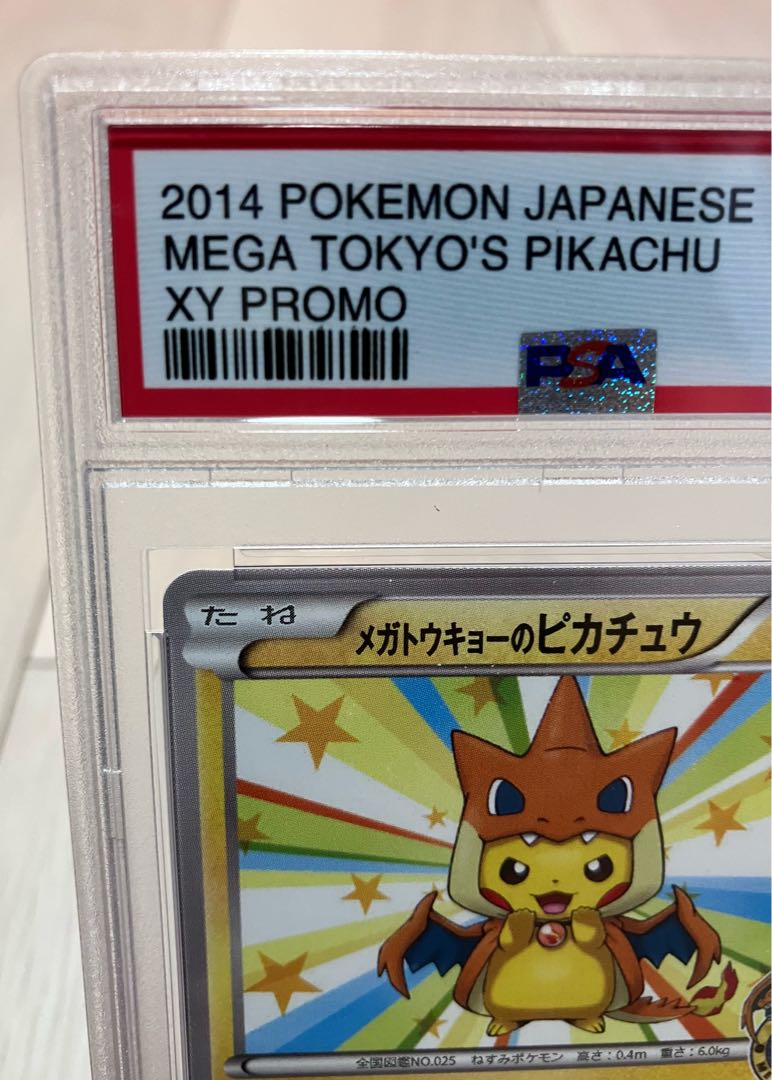 2014 POKEMON JAPANESE
MEGA TOKYO'S PIKACHU
XY PROMO
PSA
たね
メガトウキョーのピカチュウ
全国図鑑NO.025 ねずみポケモン 高さ:0.4m 重さ:6.0kg